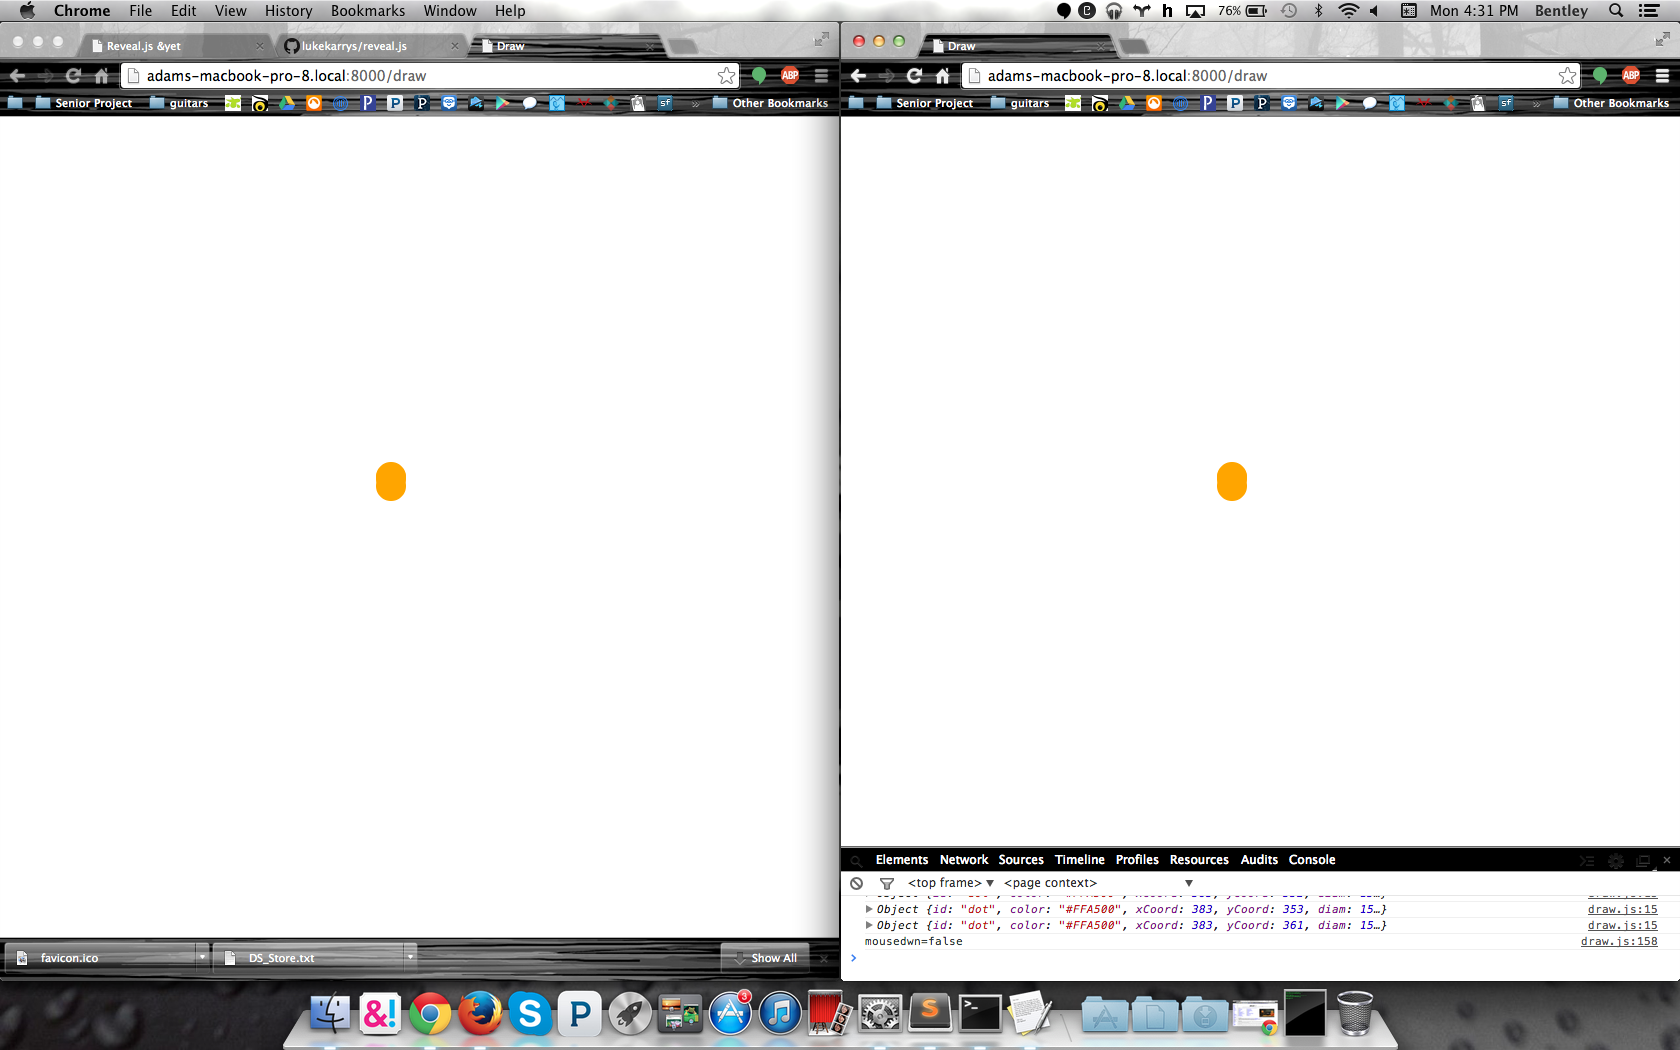 Chrome File Edit View History Bookmarks Window Help
76% Mon 4:31 PM Bentley
Reveal.js &yet
lukekarrys/reveal.js
Draw
adams-macbook-pro-8.local:8000/draw
ABP
Senior Project
guitars
sf
»
Other Bookmarks
favicon.ico
DS_Store.txt
Show All
Draw
adams-macbook-pro-8.local:8000/draw
ABP
Senior Project
guitars
sf
»
Other Bookmarks
Elements Network Sources Timeline Profiles Resources Audits Console
<top frame> <page context>
Object {id: "dot", color: "#FFA500", xCoord: 383, yCoord: 353, diam: 15…} draw.js:15
Object {id: "dot", color: "#FFA500", xCoord: 383, yCoord: 361, diam: 15…} draw.js:15
mousedwn=false draw.js:158
>
&!
S
P
3
S